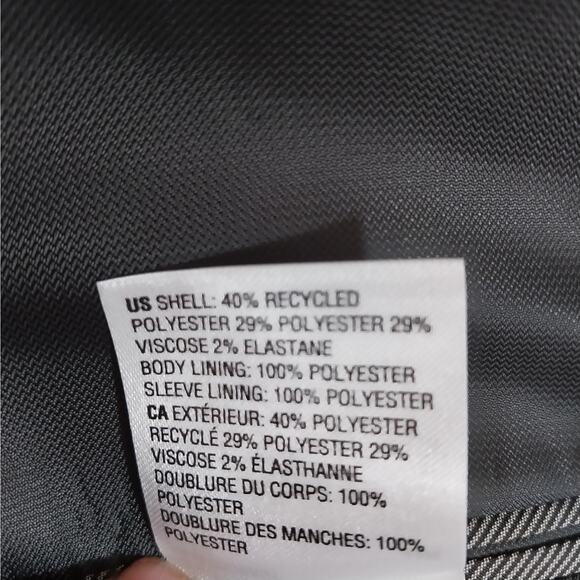 US SHELL: 40% RECYCLED
POLYESTER 29% POLYESTER 29%
VISCOSE 2% ELASTANE
BODY LINING: 100% POLYESTER
SLEEVE LINING: 100% POLYESTER
CA EXTÉRIEUR: 40% POLYESTER
RECYCLÉ 29% POLYESTER 29%
VISCOSE 2% ÉLASTHANNE
DOUBLURE DU CORPS: 100%
POLYESTER
DOUBLURE DES MANCHES: 100%
POLYESTER